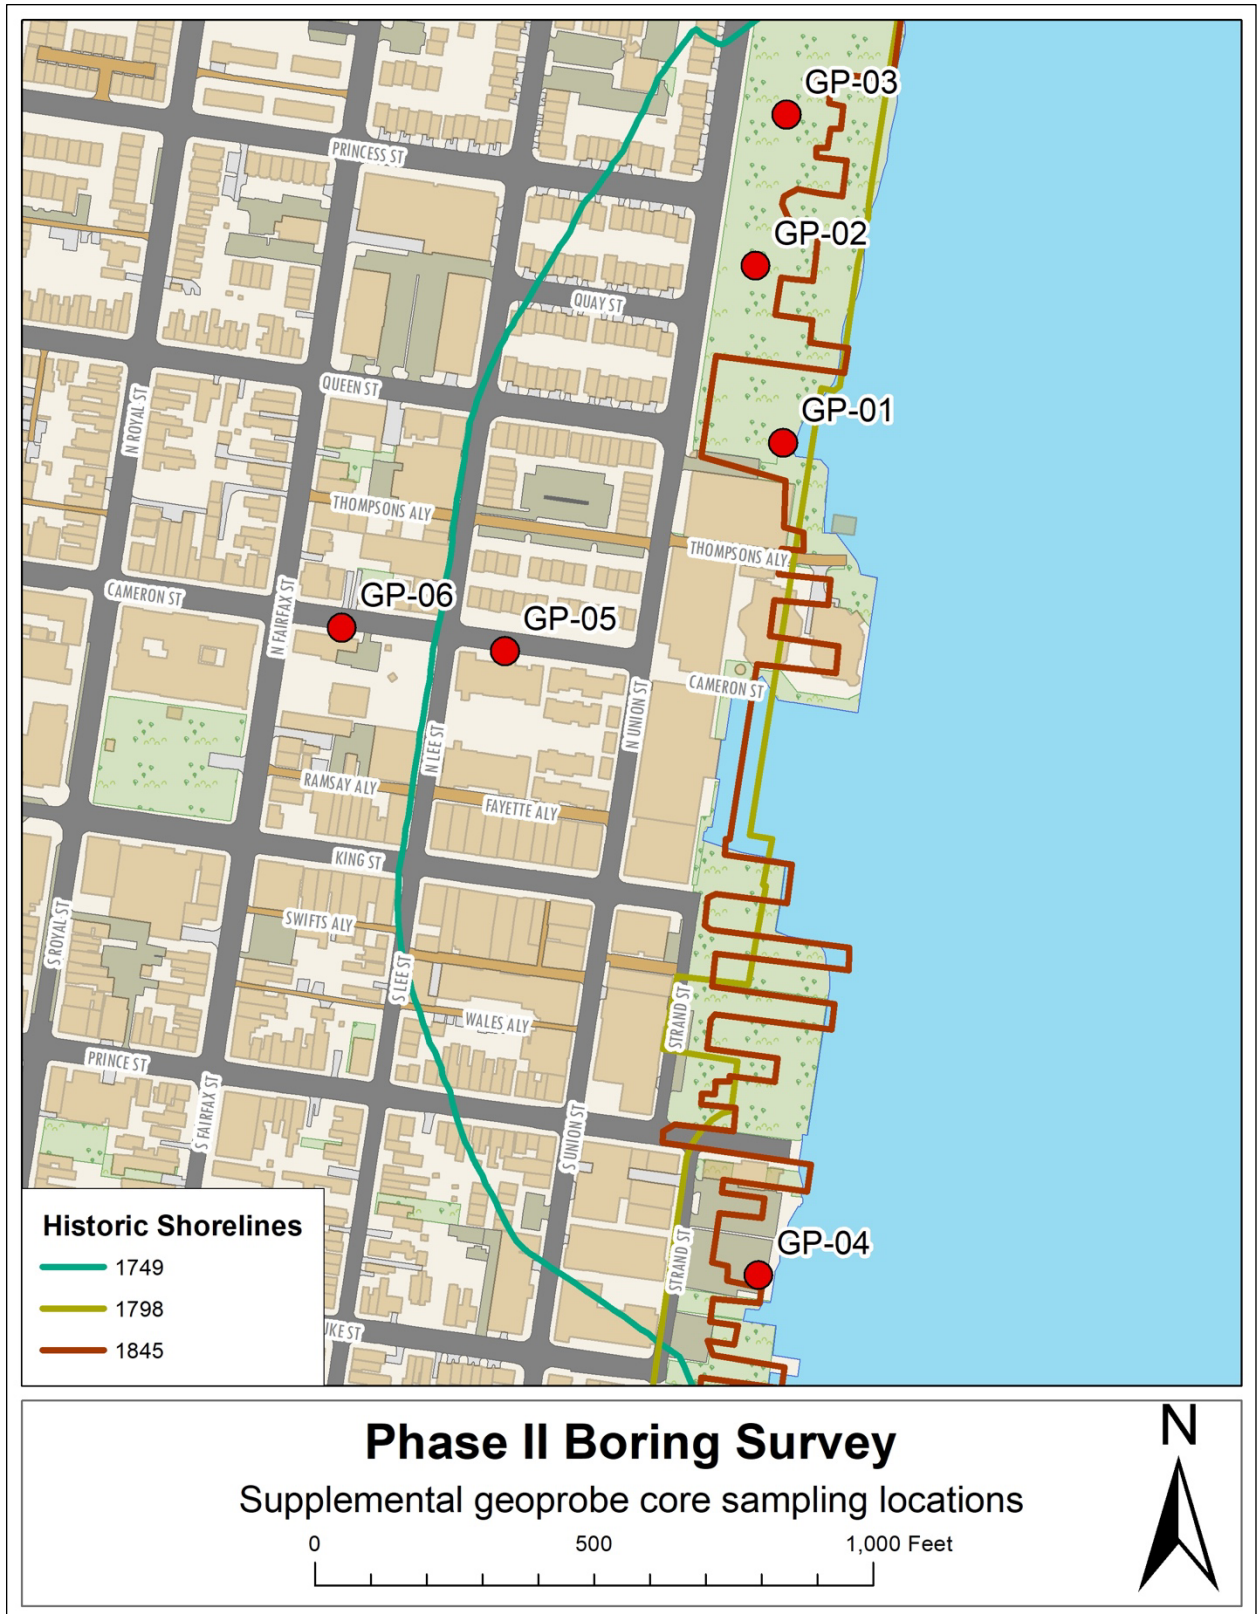 GP-03
PRINCESS ST
GP-02
QUAY ST
QUEEN ST
N ROYAL ST
GP-01
THOMPSONS ALY
THOMPSONS ALY
CAMERON ST
N FAIRFAX ST
GP-06
GP-05
CAMERON ST
N UNION ST
N LEE ST
RAMSAY ALY
FAYETTE ALY
KING ST
SWIFTS ALY
S ROYAL ST
S LEE ST
WALES ALY
STRAND ST
PRINCE ST
S FAIRFAX ST
S UNION ST
STRAND ST
GP-04
UKE ST
Historic Shorelines
1749
1798
1845
Phase II Boring Survey
Supplemental geoprobe core sampling locations
0 500 1,000 Feet
N